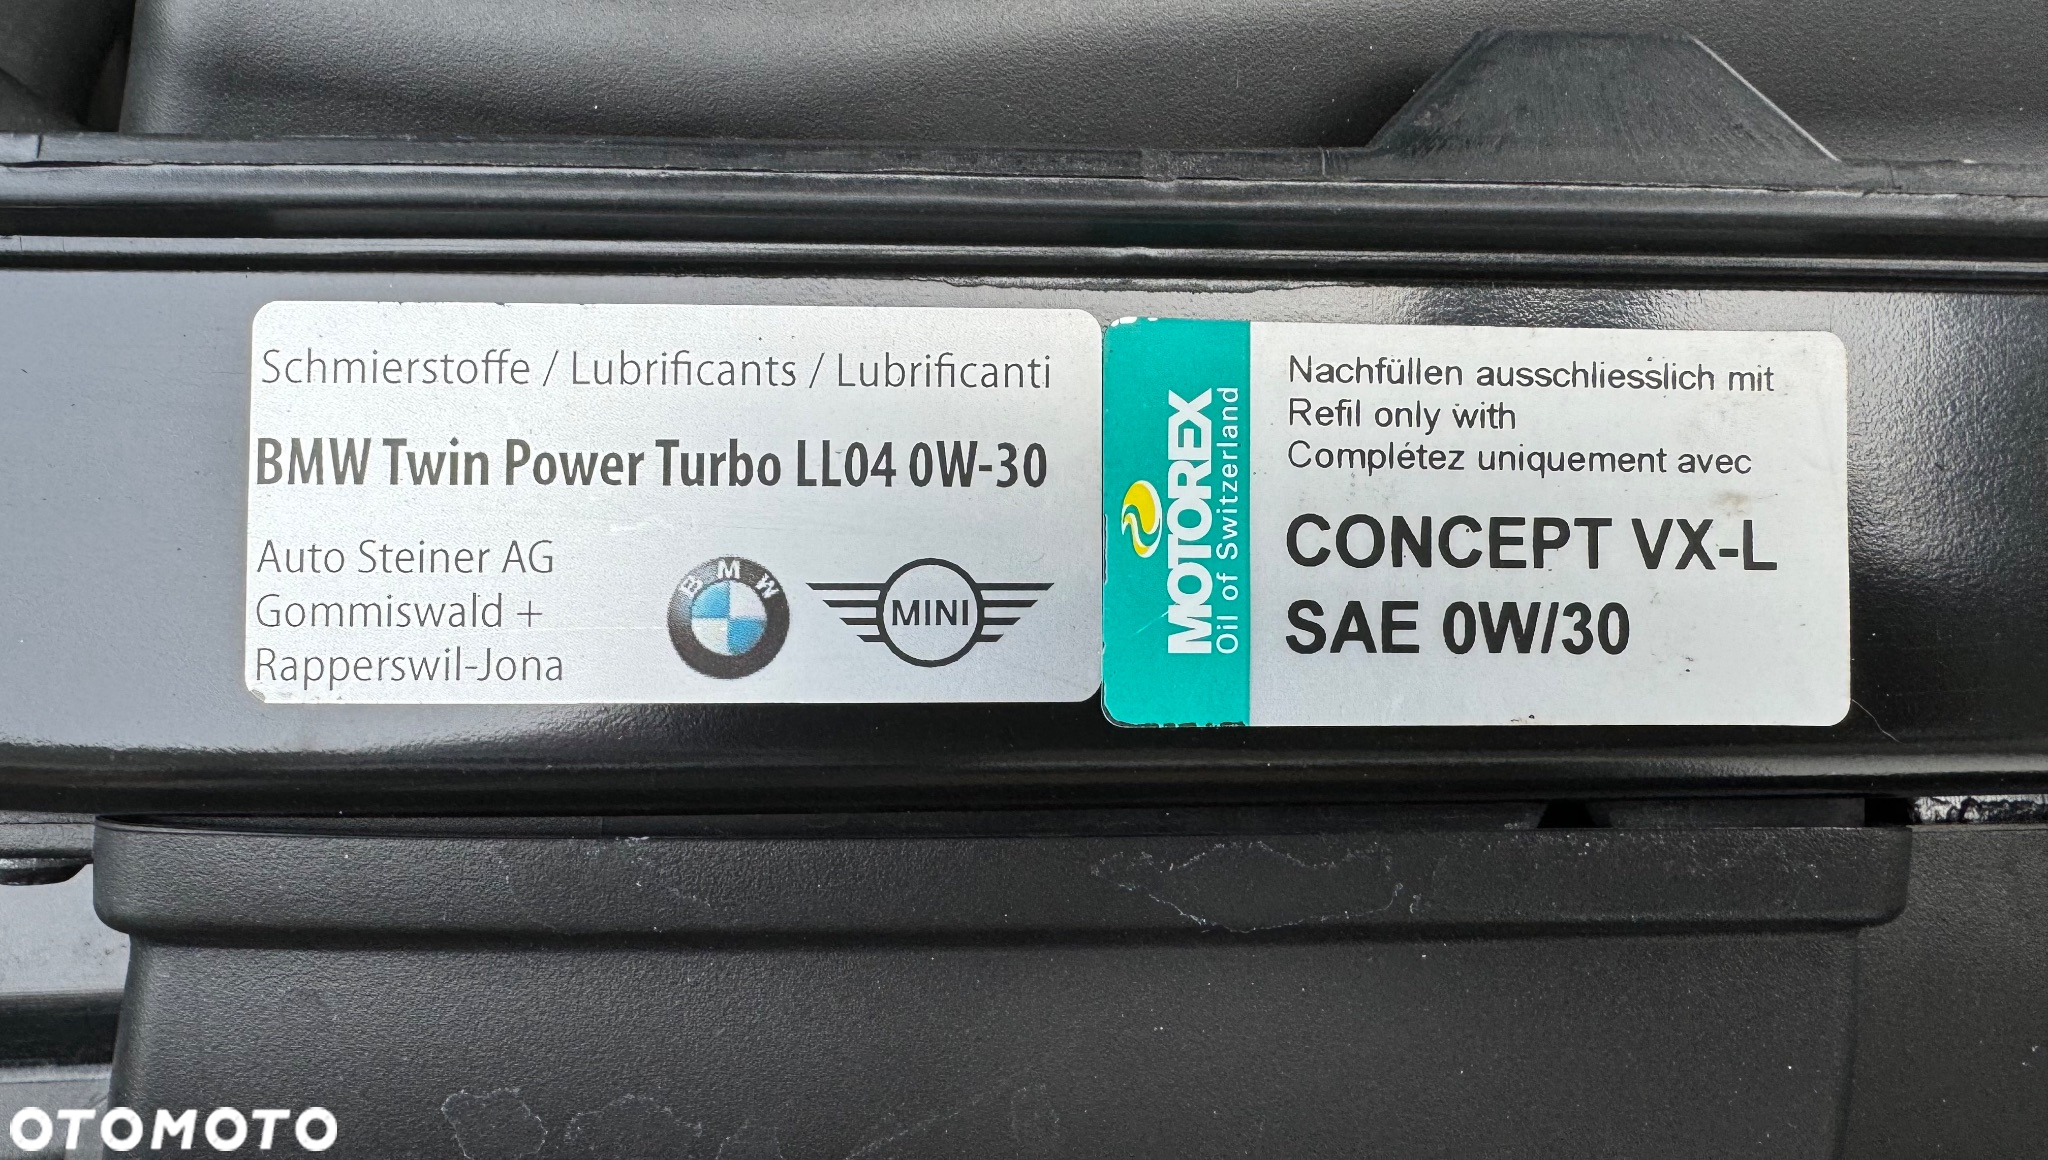 Schmierstoffe / Lubrificants / Lubrificanti
BMW Twin Power Turbo LL04 0W-30
Auto Steiner AG
Gommiswald +
Rapperswil-Jona
BMW
MINI
MOTOREX
Oil of Switzerland
Nachfüllen ausschliesslich mit
Refil only with
Complétez uniquement avec
CONCEPT VX-L
SAE 0W/30
OTOMOTO